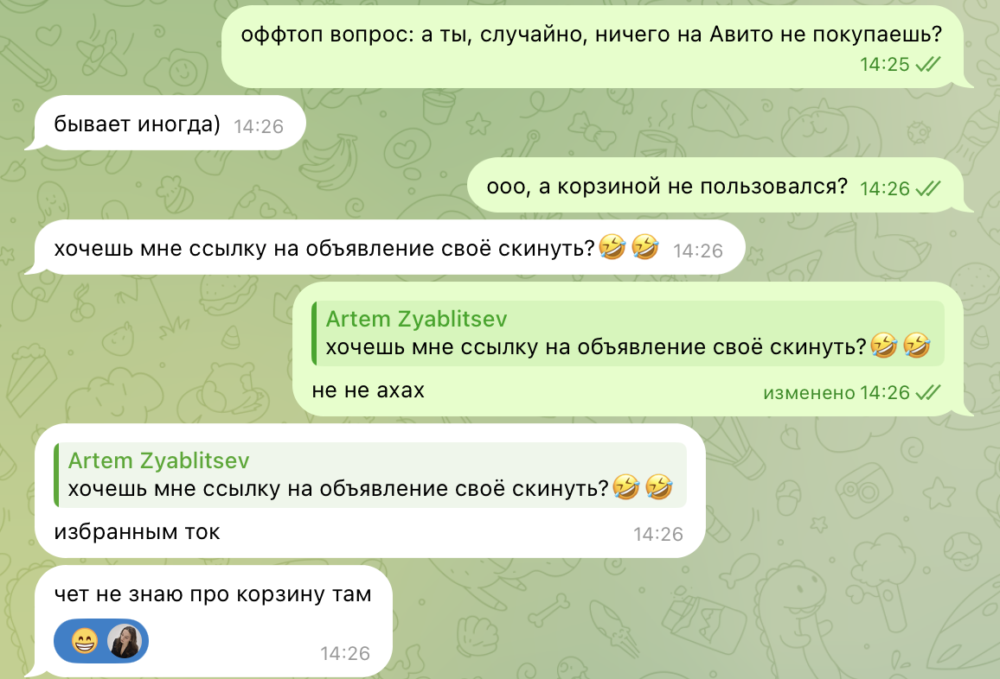 оффтоп вопрос: а ты, случайно, ничего на Авито не покупаешь?
14:25
бывает иногда) 14:26
ооо, а корзиной не пользовался? 14:26
хочешь мне ссылку на объявление своё скинуть?🤣🤣 14:26
Artem Zyablitsev
хочешь мне ссылку на объявление своё скинуть?🤣🤣
не не ахах изменено 14:26
Artem Zyablitsev
хочешь мне ссылку на объявление своё скинуть?🤣🤣
избранным ток 14:26
чет не знаю про корзину там
14:26